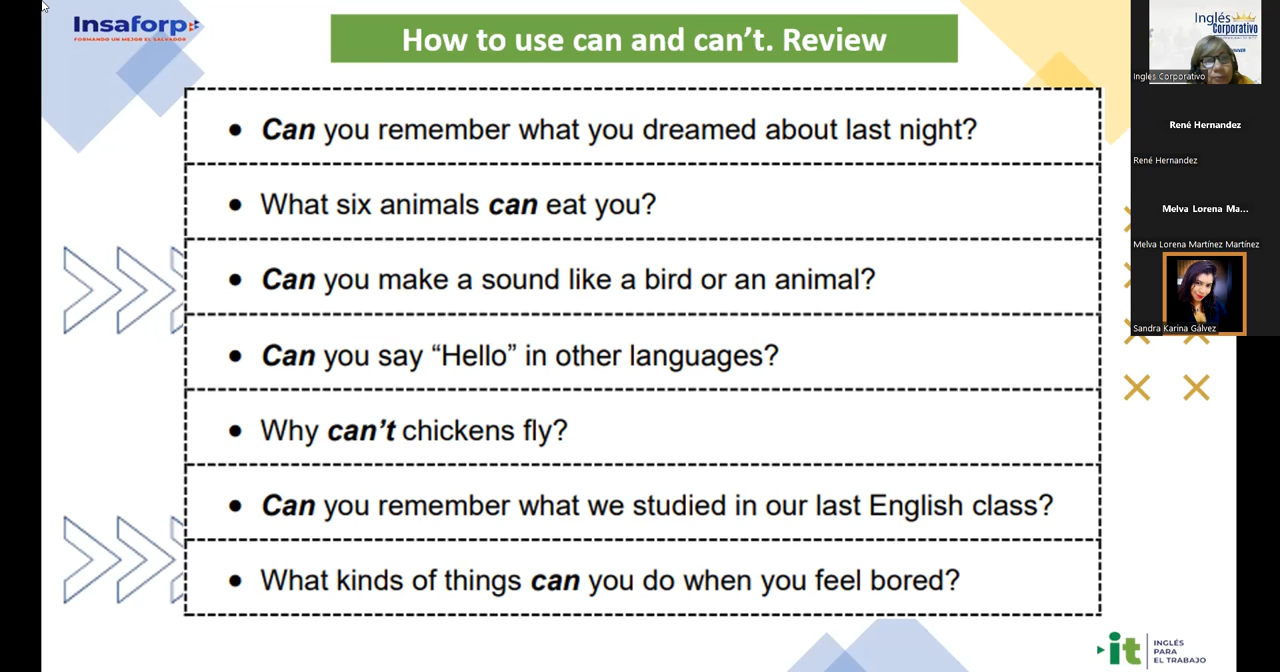 Insaforp
FORMANDO UN MEJOR EL SALVADOR
How to use can and can't. Review
• Can you remember what you dreamed about last night?
• What six animals can eat you?
• Can you make a sound like a bird or an animal?
• Can you say “Hello” in other languages?
• Why can’t chickens fly?
• Can you remember what we studied in our last English class?
• What kinds of things can you do when you feel bored?
Inglés
Corporativo
Ingles Corporativo
René Hernandez
René Hernandez
Melva Lorena Ma...
Melva Lorena Martínez Martínez
Sandra Karina Gálvez
it
INGLÉS
PARA
EL TRABAJO